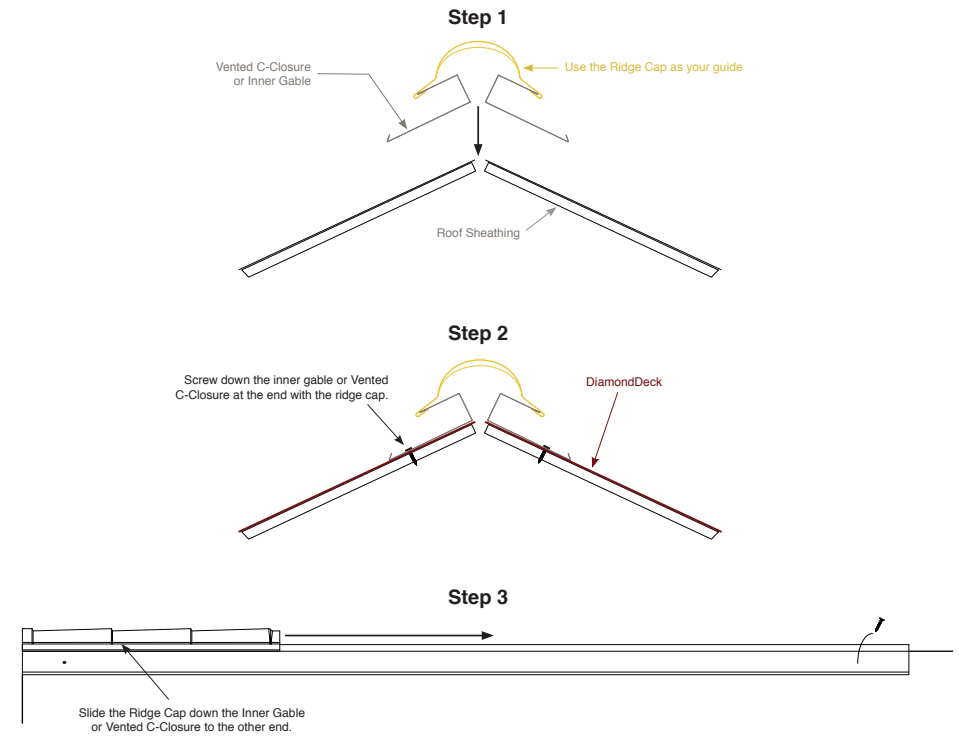 Step 1
Vented C-Closure
or Inner Gable
Use the Ridge Cap as your guide
Roof Sheathing
Step 2
Screw down the inner gable or Vented
C-Closure at the end with the ridge cap.
DiamondDeck
Step 3
Slide the Ridge Cap down the Inner Gable
or Vented C-Closure to the other end.